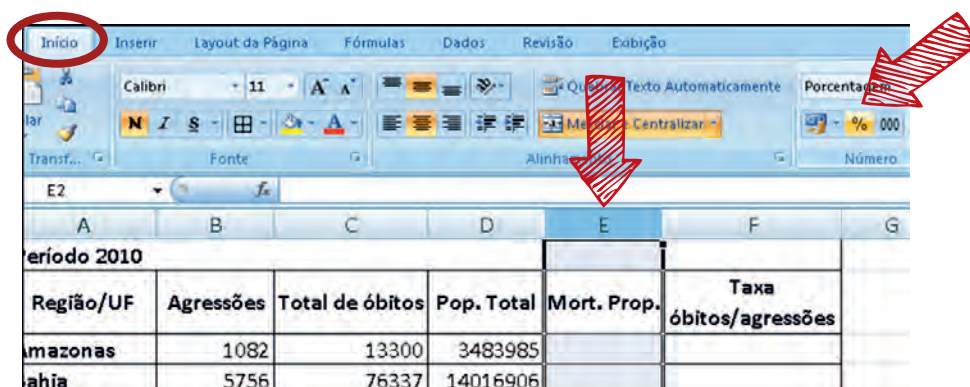 Início Inserir Layout da Página Fórmulas Dados Revisão Exibição
Calibri 11 A A Texto Automaticamente Porcentagem
N I S A Centralizar % 000
Transf... Fonte Número
E2 fx
A B C D E F G
Período 2010
Região/UF Agressões Total de óbitos Pop. Total Mort. Prop. Taxa
óbitos/agressões
Amazonas 1082 13300 3483985
Bahia 5756 76337 14016906